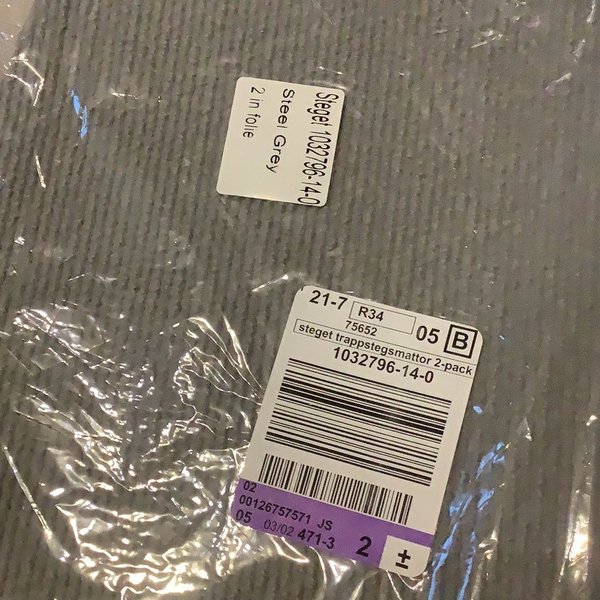 Steget 1032796-14-0
Steel Grey
2 in folie
21-7 R34 05 B
75652
steget trappstegsmattor 2-pack
1032796-14-0
02
00126757571 JS
05 03/02 471-3 2 ±